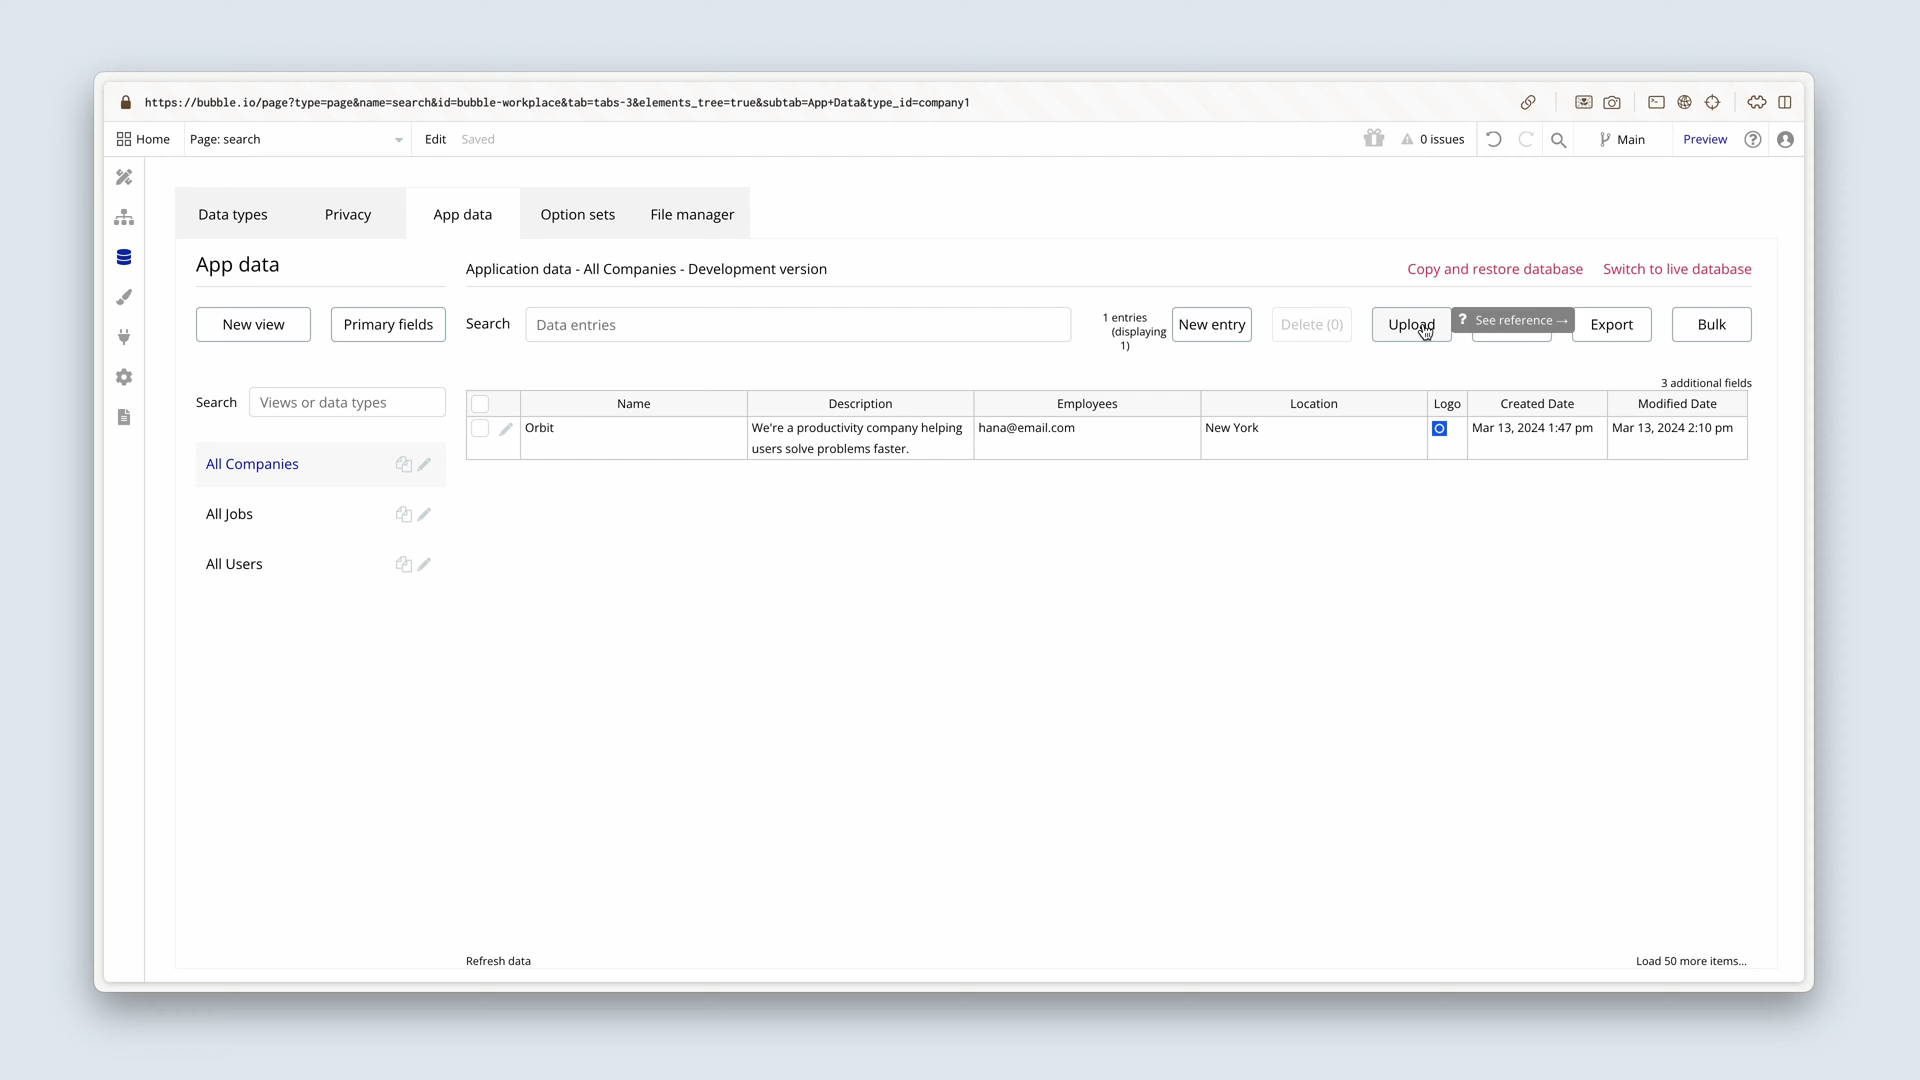 https://bubble.io/page?type=page&name=search&id=bubble-workplace&tab=tabs-3&elements_tree=true&subtab=App+Data&type_id=company1
Home
Page: search
Edit
Saved
0 issues
Main
Preview
Data types
Privacy
App data
Option sets
File manager
App data
Application data - All Companies - Development version
Copy and restore database
Switch to live database
New view
Primary fields
Search
Data entries
1 entries
(displaying
1)
New entry
Delete (0)
Upload
? See reference →
Export
Bulk
3 additional fields
Search
Views or data types
Name
Description
Employees
Location
Logo
Created Date
Modified Date
Orbit
We're a productivity company helping
users solve problems faster.
hana@email.com
New York
Mar 13, 2024 1:47 pm
Mar 13, 2024 2:10 pm
All Companies
All Jobs
All Users
Refresh data
Load 50 more items...